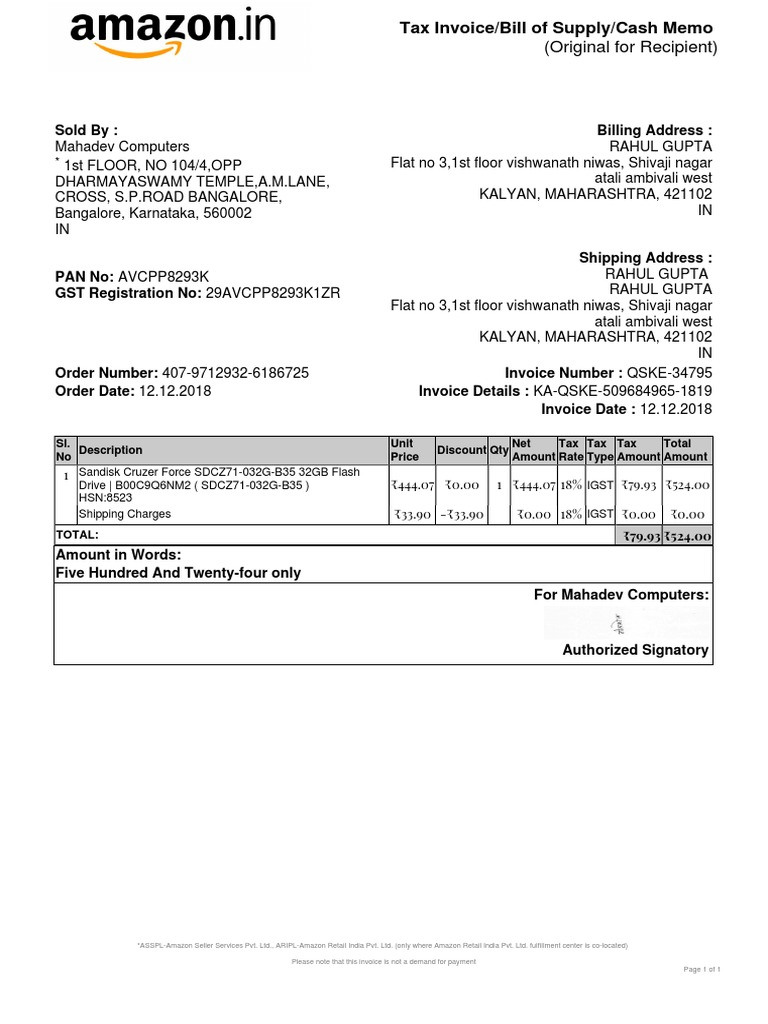 amazon.in
Tax Invoice/Bill of Supply/Cash Memo
(Original for Recipient)
Sold By :
Mahadev Computers
* 1st FLOOR, NO 104/4,OPP
DHARMAYASWAMY TEMPLE,A.M.LANE,
CROSS, S.P.ROAD BANGALORE,
Bangalore, Karnataka, 560002
IN
Billing Address :
RAHUL GUPTA
Flat no 3,1st floor vishwanath niwas, Shivaji nagar
atali ambivali west
KALYAN, MAHARASHTRA, 421102
IN
PAN No: AVCPP8293K
GST Registration No: 29AVCPP8293K1ZR
Shipping Address :
RAHUL GUPTA
RAHUL GUPTA
Flat no 3,1st floor vishwanath niwas, Shivaji nagar
atali ambivali west
KALYAN, MAHARASHTRA, 421102
IN
Order Number: 407-9712932-6186725
Order Date: 12.12.2018
Invoice Number : QSKE-34795
Invoice Details : KA-QSKE-509684965-1819
Invoice Date : 12.12.2018
Sl. No Description Unit Price Discount Qty Net Amount Tax Rate Tax Type Tax Amount Total Amount
1 Sandisk Cruzer Force SDCZ71-032G-B35 32GB Flash
Drive | B00C9Q6NM2 ( SDCZ71-032G-B35 ) ₹444.07 ₹0.00 1 ₹444.07 18% IGST ₹79.93 ₹524.00
HSN:8523
Shipping Charges ₹33.90 -₹33.90 ₹0.00 18% IGST ₹0.00 ₹0.00
TOTAL: ₹79.93 ₹524.00
Amount in Words:
Five Hundred And Twenty-four only
For Mahadev Computers:
Authorized Signatory
*ASSPL-Amazon Seller Services Pvt. Ltd., ARIPL-Amazon Retail India Pvt. Ltd. (only where Amazon Retail India Pvt. Ltd. fulfillment center is co-located)
Please note that this invoice is not a demand for payment
Page 1 of 1